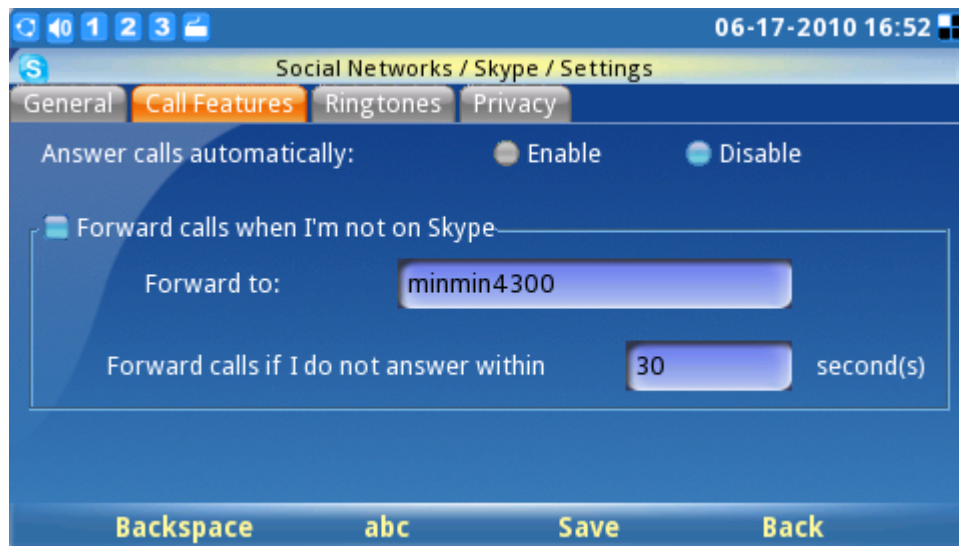 1 2 3 06-17-2010 16:52
S Social Networks / Skype / Settings
General Call Features Ringtones Privacy
Answer calls automatically: Enable Disable
Forward calls when I'm not on Skype
Forward to: minmin4300
Forward calls if I do not answer within 30 second(s)
Backspace abc Save Back